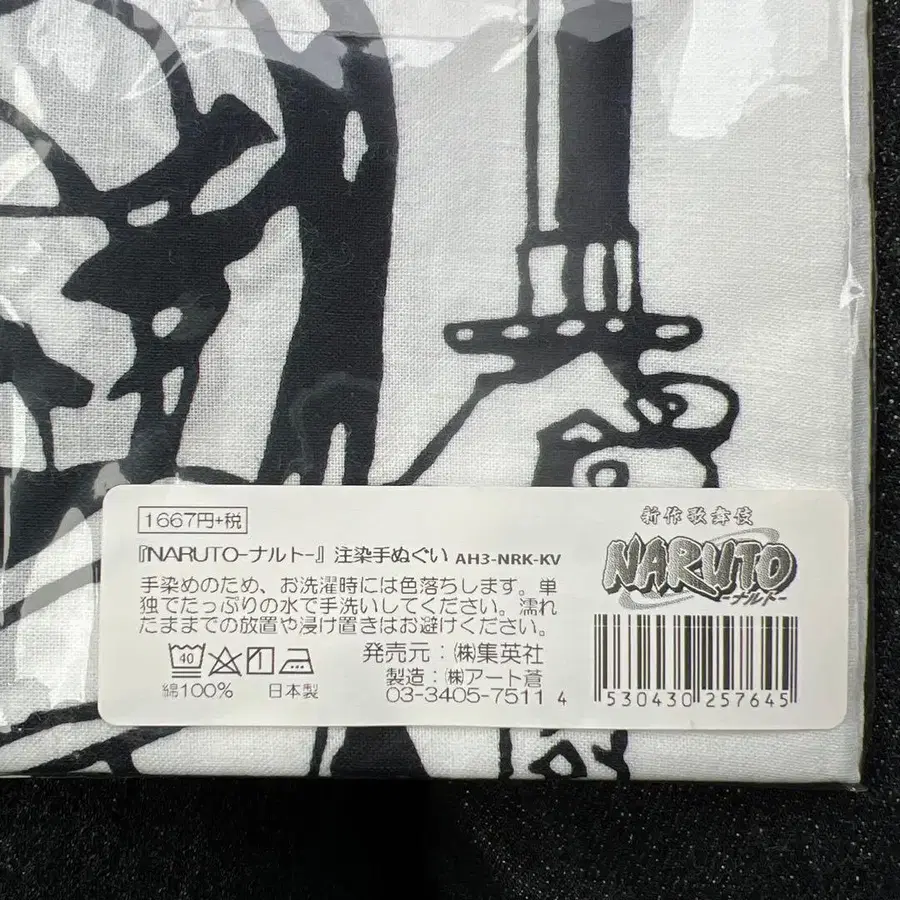 1667円+税
『NARUTO-ナルト-』注染手ぬぐい AH3-NRK-KV
手染めのため、お洗濯時には色落ちします。単
独でたっぷりの水で手洗いしてください。濡れ
たままでの放置や浸け置きはお避けください。
40
綿100% 日本製
発売元:㈱集英社
製造:㈱アート蒼
03-3405-7511
新作歌舞伎
NARUTO
-ナルト-
4 530430 257645